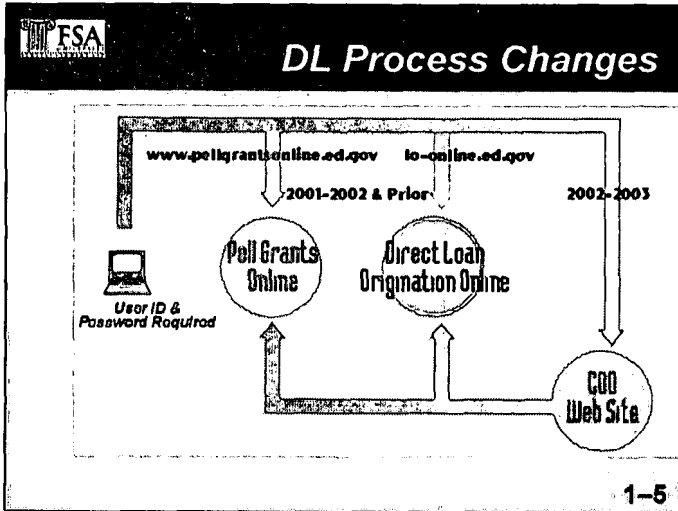 FSA
DL Process Changes
www.pellgrantsonline.ed.gov
lo-online.ed.gov
2001-2002 & Prior
2002-2003
Pell Grants
Online
Direct Loan
Origination Online
User ID &
Password Required
COD
Web Site
1–5